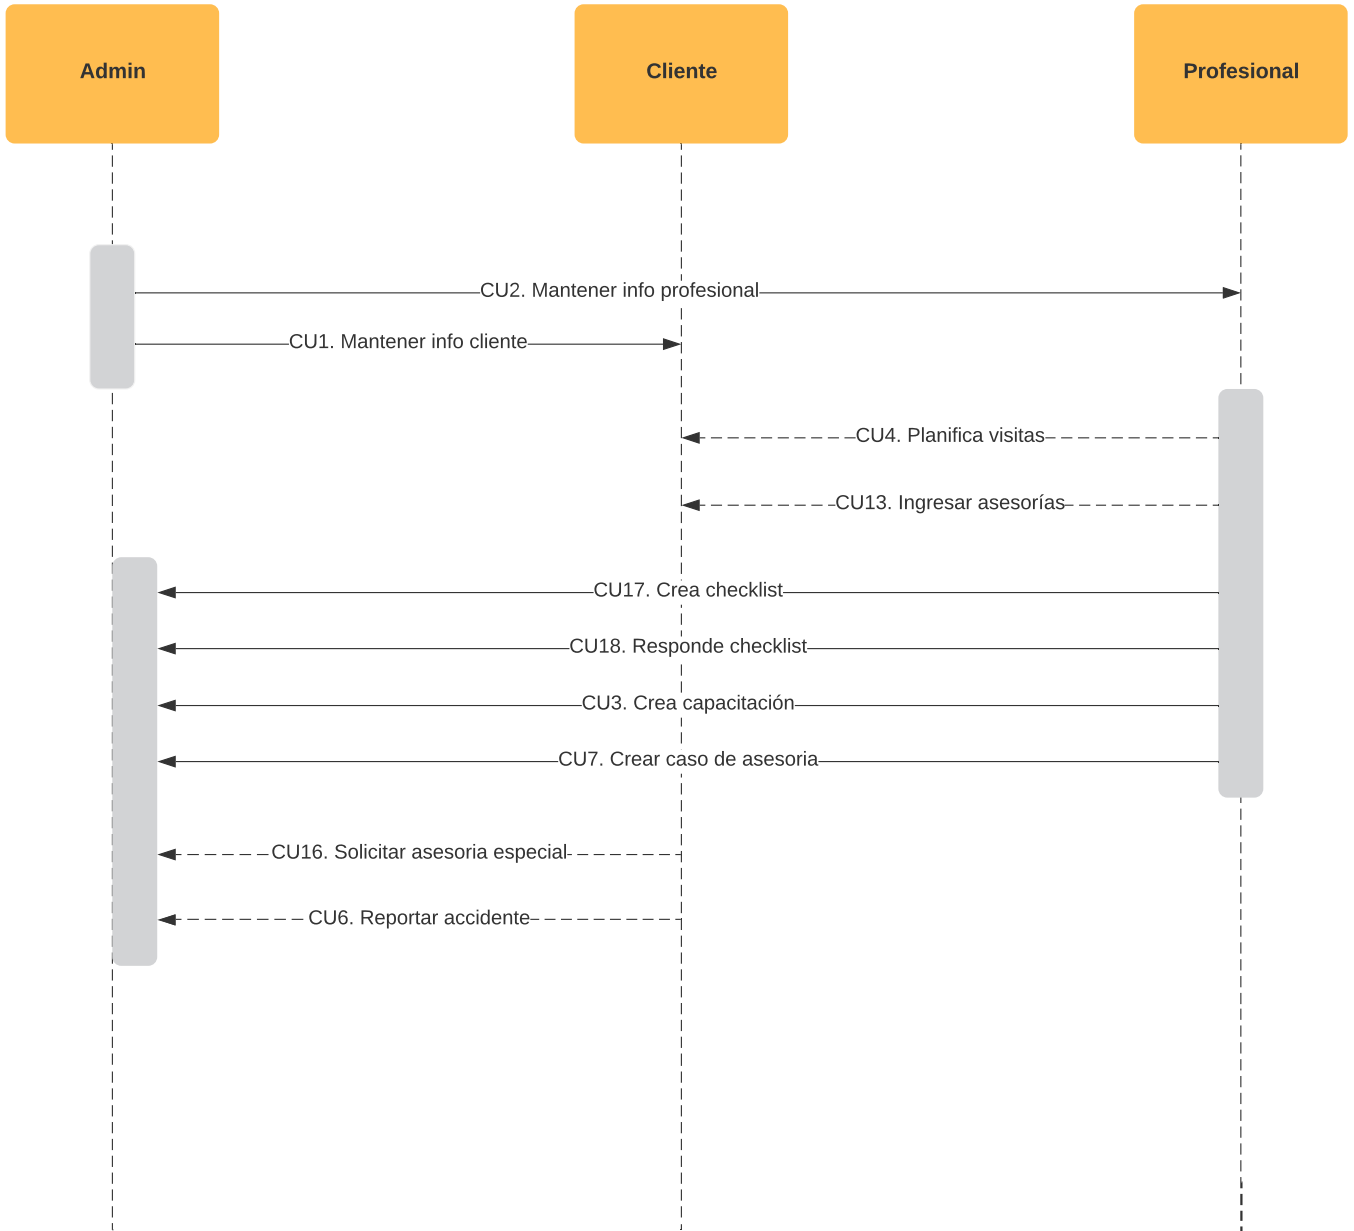 Admin
Cliente
Profesional
CU2. Mantener info profesional
CU1. Mantener info cliente
CU4. Planifica visitas
CU13. Ingresar asesorías
CU17. Crea checklist
CU18. Responde checklist
CU3. Crea capacitación
CU7. Crear caso de asesoria
CU16. Solicitar asesoria especial
CU6. Reportar accidente